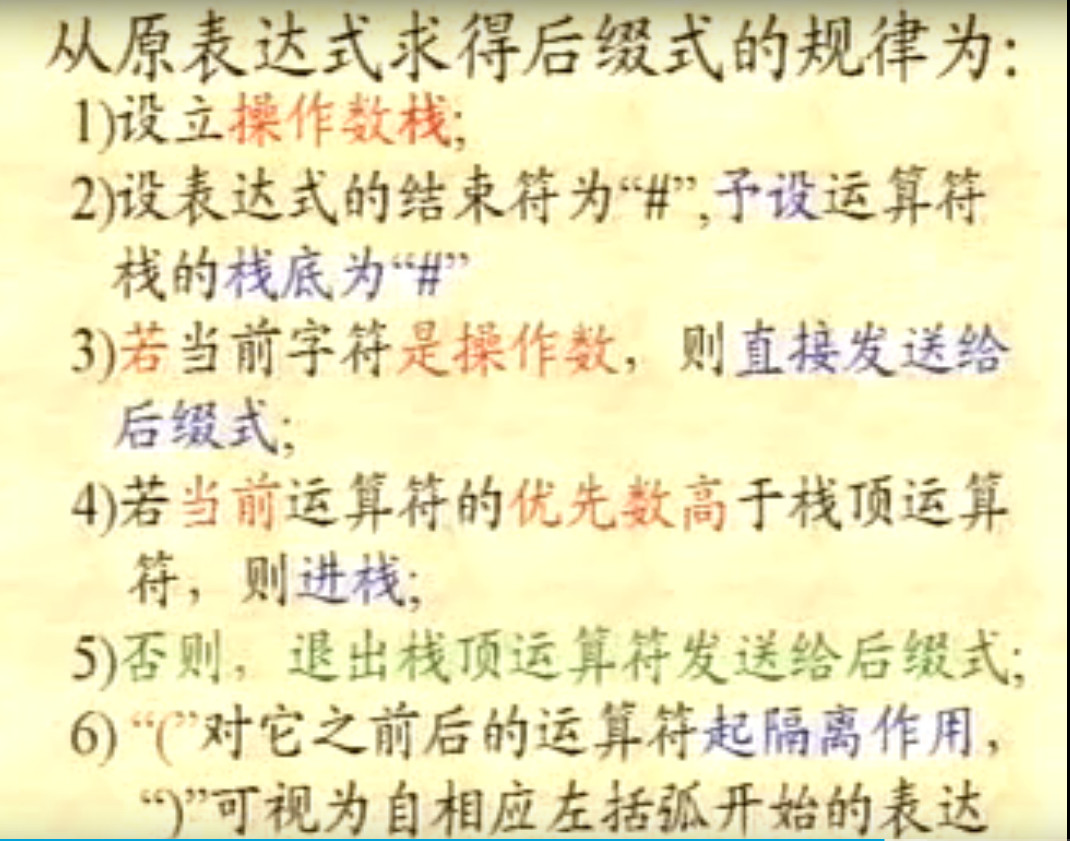 从原表达式求得后缀式的规律为:
1)设立操作数栈;
2)设表达式的结束符为“#”,予设运算符
栈的栈底为“#”
3)若当前字符是操作数，则直接发送给
后缀式;
4)若当前运算符的优先数高于栈顶运算
符，则进栈;
5)否则，退出栈顶运算符发送给后缀式;
6)“(”对它之前后的运算符起隔离作用，
“)”可视为自相应左括弧开始的表达